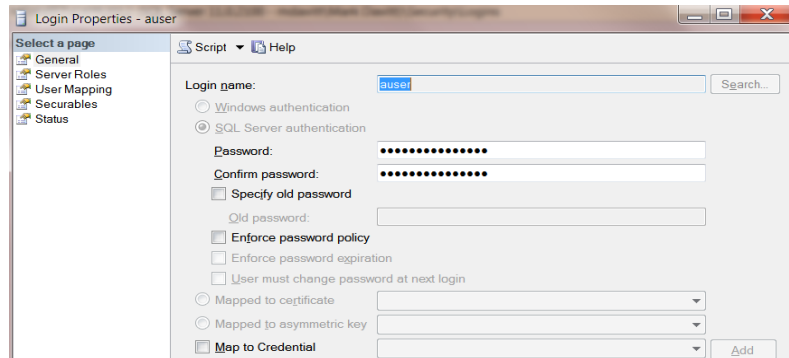 Login Properties - auser
Select a page
General
Server Roles
User Mapping
Securables
Status
Script Help
Login name: auser Search...
Windows authentication
SQL Server authentication
Password: ●●●●●●●●●●●●●●●
Confirm password: ●●●●●●●●●●●●●●●
Specify old password
Old password:
Enforce password policy
Enforce password expiration
User must change password at next login
Mapped to certificate
Mapped to asymmetric key
Map to Credential Add